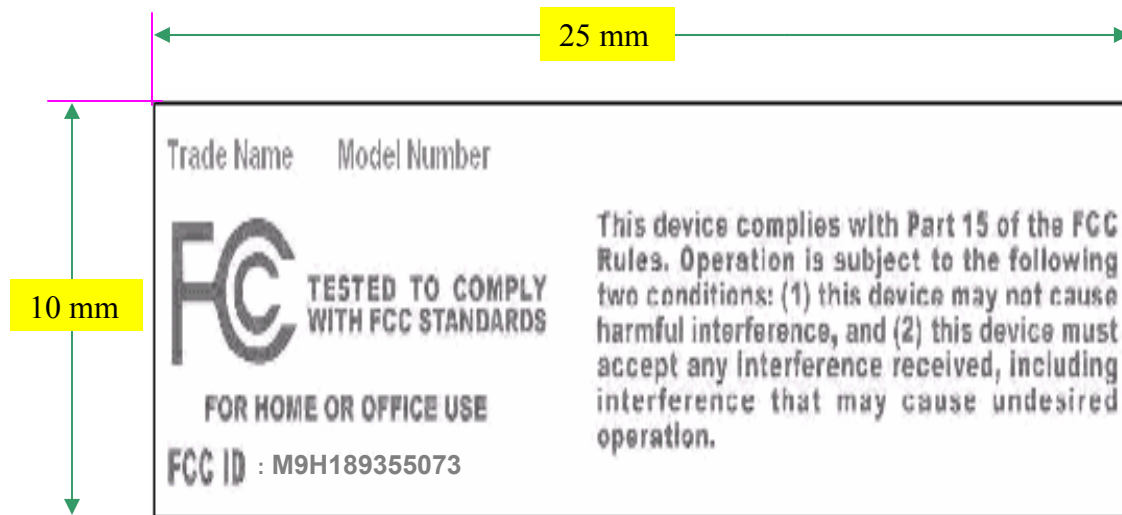 25 mm
10 mm
Trade Name Model Number
FC
TESTED TO COMPLY
WITH FCC STANDARDS
FOR HOME OR OFFICE USE
FCC ID : M9H189355073
This device complies with Part 15 of the FCC
Rules. Operation is subject to the following
two conditions: (1) this device may not cause
harmful interference, and (2) this device must
accept any interference received, including
interference that may cause undesired
operation.